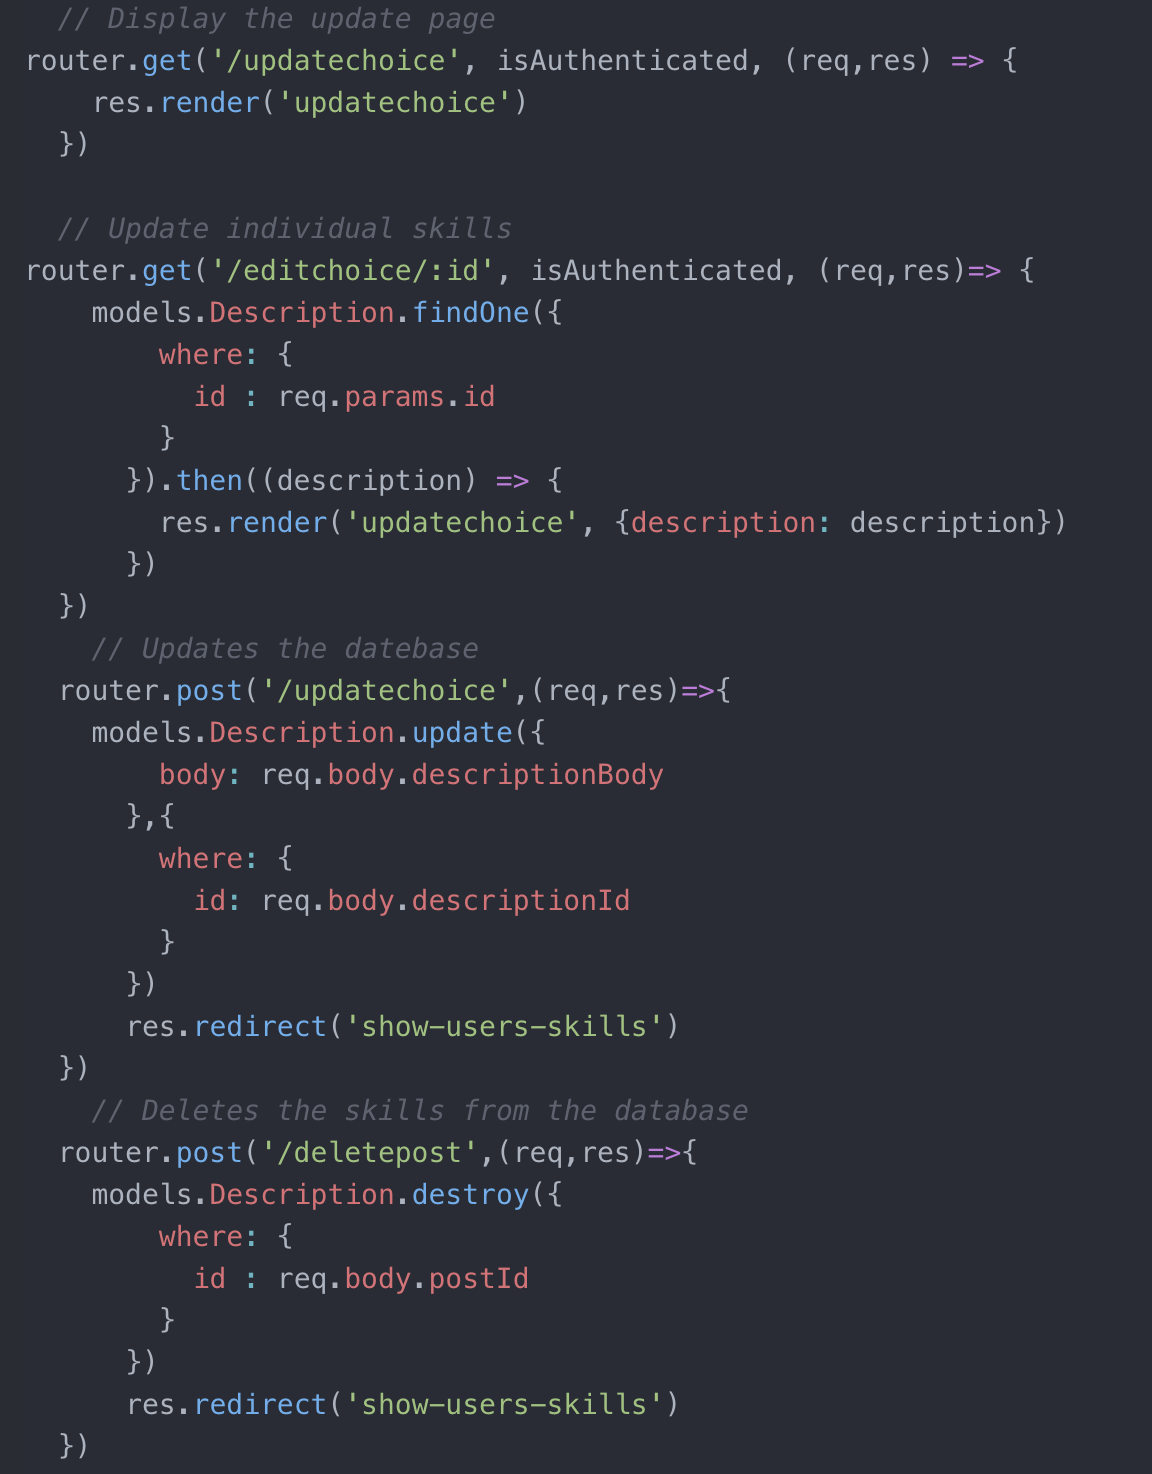 // Display the update page
router.get('/updatechoice', isAuthenticated, (req,res) => {
res.render('updatechoice')
})
// Update individual skills
router.get('/editchoice/:id', isAuthenticated, (req,res)=> {
models.Description.findOne({
where: {
id : req.params.id
}
}).then((description) => {
res.render('updatechoice', {description: description})
})
})
// Updates the datebase
router.post('/updatechoice',(req,res)=>{
models.Description.update({
body: req.body.descriptionBody
},{
where: {
id: req.body.descriptionId
}
})
res.redirect('show-users-skills')
})
// Deletes the skills from the database
router.post('/deletepost',(req,res)=>{
models.Description.destroy({
where: {
id : req.body.postId
}
})
res.redirect('show-users-skills')
})